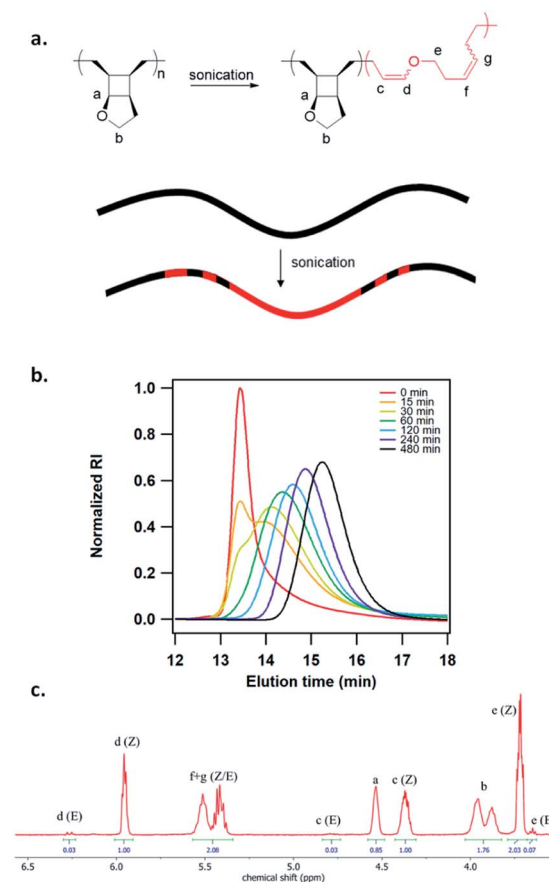 a.
sonication
n
a
O
b
a
O
b
c
d
O
e
f
g
sonication
b.
Normalized RI
1.0
0.8
0.6
0.4
0.2
0.0
0 min
15 min
30 min
60 min
120 min
240 min
480 min
12 13 14 15 16 17 18
Elution time (min)
c.
d (E)
d (Z)
f+g (Z/E)
c (E)
a
c (Z)
b
e (Z)
e (E)
0.03 1.00 2.08 0.03 0.85 1.00 1.76 2.03 0.07
6.5 6.0 5.5 5.0 4.5 4.0
chemical shift (ppm)